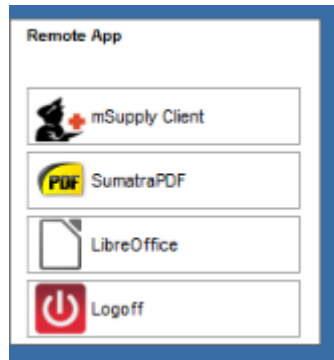 Remote App
mSupply Client
PDF SumatraPDF
LibreOffice
Logoff